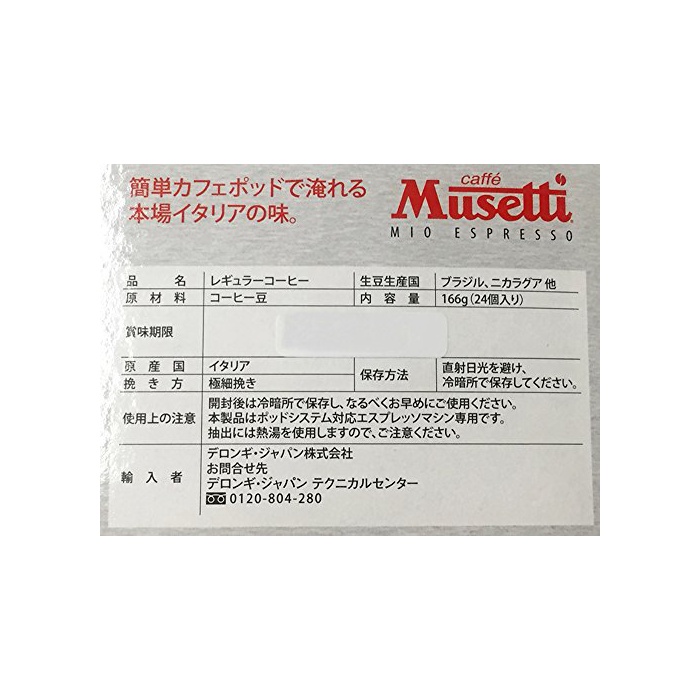 簡単カフェポッドで淹れる
本場イタリアの味。
caffé
Musetti
MIO ESPRESSO
品名 レギュラーコーヒー 生豆生産国 ブラジル、ニカラグア 他
原材料 コーヒー豆 内容量 166g(24個入り)
賞味期限
原産国 イタリア
挽き方 極細挽き
保存方法 直射日光を避け、
冷暗所で保存してください。
使用上の注意
開封後は冷暗所で保存し、なるべくお早めにご使用ください。
本製品はポッドシステム対応エスプレッソマシン専用です。
抽出には熱湯を使用しますので、ご注意ください。
輸入者
デロンギ・ジャパン株式会社
お問合せ先
デロンギ・ジャパン テクニカルセンター
0120-804-280